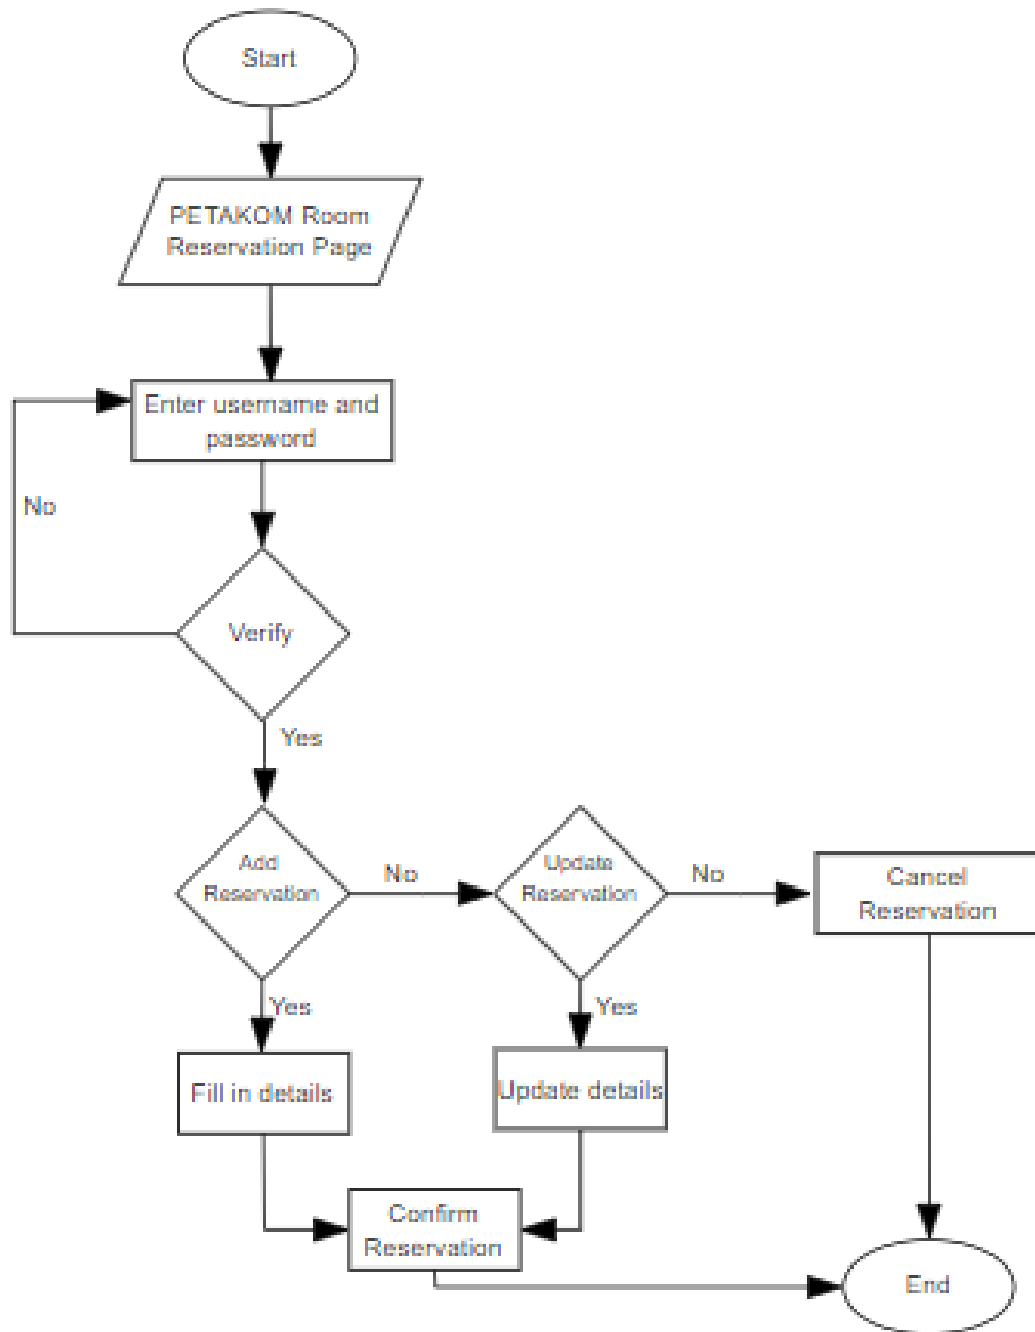 Start
PETAKOM Room
Reservation Page
Enter username and
password
No
Verify
Yes
Add
Reservation
No
Update
Reservation
No
Cancel
Reservation
Yes
Yes
Fill in details
Update details
Confirm
Reservation
End